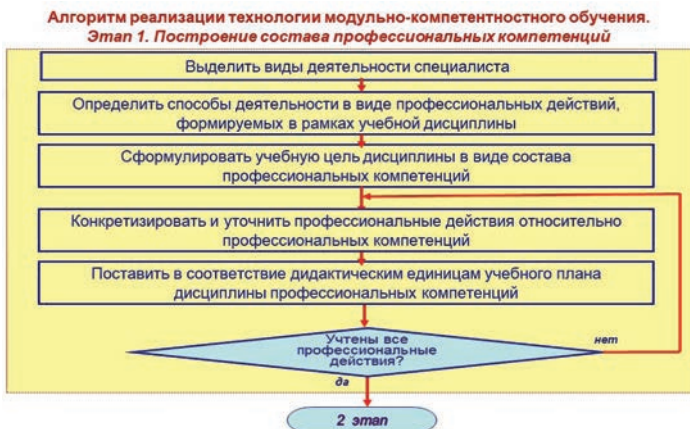 Алгоритм реализации технологии модульно-компетентностного обучения.
Этап 1. Построение состава профессиональных компетенций
Выделить виды деятельности специалиста
Определить способы деятельности в виде профессиональных действий,
формируемых в рамках учебной дисциплины
Сформулировать учебную цель дисциплины в виде состава
профессиональных компетенций
Конкретизировать и уточнить профессиональные действия относительно
профессиональных компетенций
Поставить в соответствие дидактическим единицам учебного плана
дисциплины профессиональных компетенций
Учтены все
профессиональные
действия?
нет
да
2 этап